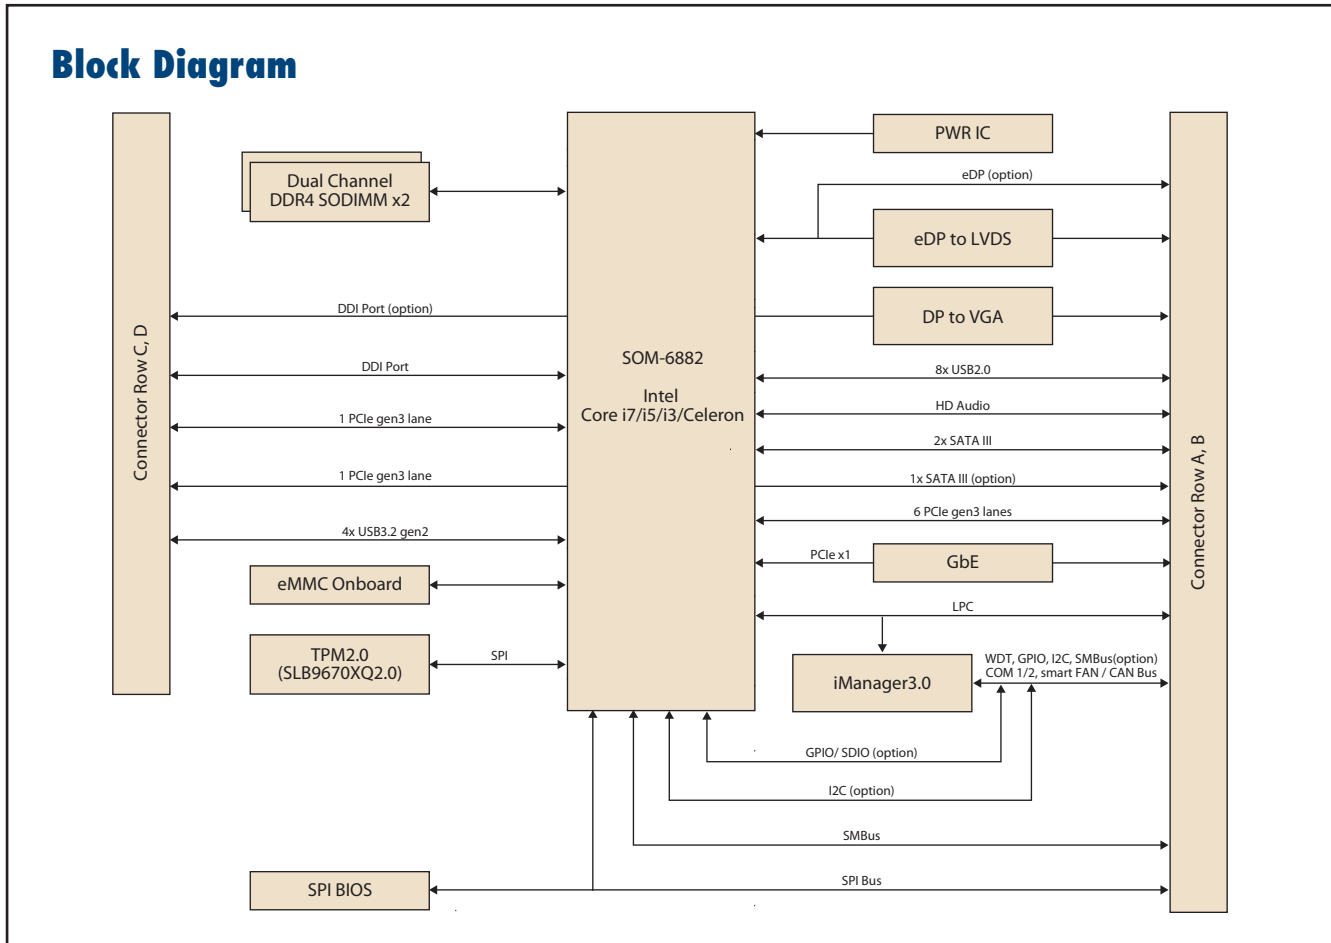 Block Diagram
PWR IC
eDP (option)
Dual Channel
DDR4 SODIMM x2
eDP to LVDS
DDI Port (option)
DP to VGA
Connector Row C, D
SOM-6882
Intel
Core i7/i5/i3/Celeron
DDI Port
8x USB2.0
1 PCIe gen3 lane
HD Audio
2x SATA III
1 PCIe gen3 lane
1x SATA III (option)
Connector Row A, B
6 PCIe gen3 lanes
4x USB3.2 gen2
PCIe x1
GbE
eMMC Onboard
LPC
TPM2.0
(SLB9670XQ2.0)
SPI
WDT, GPIO, I2C, SMBus(option)
COM 1/2, smart FAN / CAN Bus
iManager3.0
GPIO/ SDIO (option)
I2C (option)
SMBus
SPI BIOS
SPI Bus